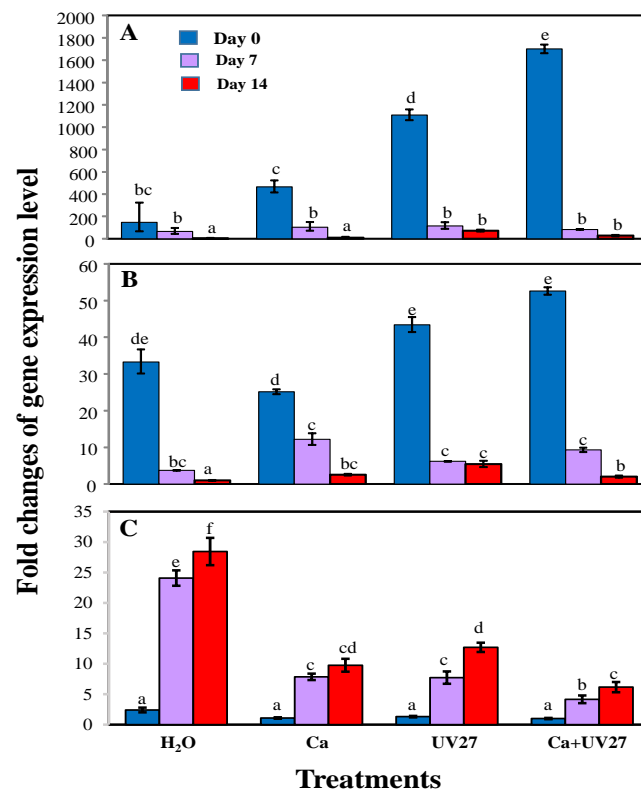 Fold changes of gene expression level
A
Day 0
Day 7
Day 14
2000
1800
1600
1400
1200
1000
800
600
400
200
0
bc b a
c b a
d b b
e b b
B
60
50
40
30
20
10
0
de bc a
d c bc
e c c
e c b
C
35
30
25
20
15
10
5
0
a e f
a c cd
a c d
a b c
H₂O Ca UV27 Ca+UV27
Treatments